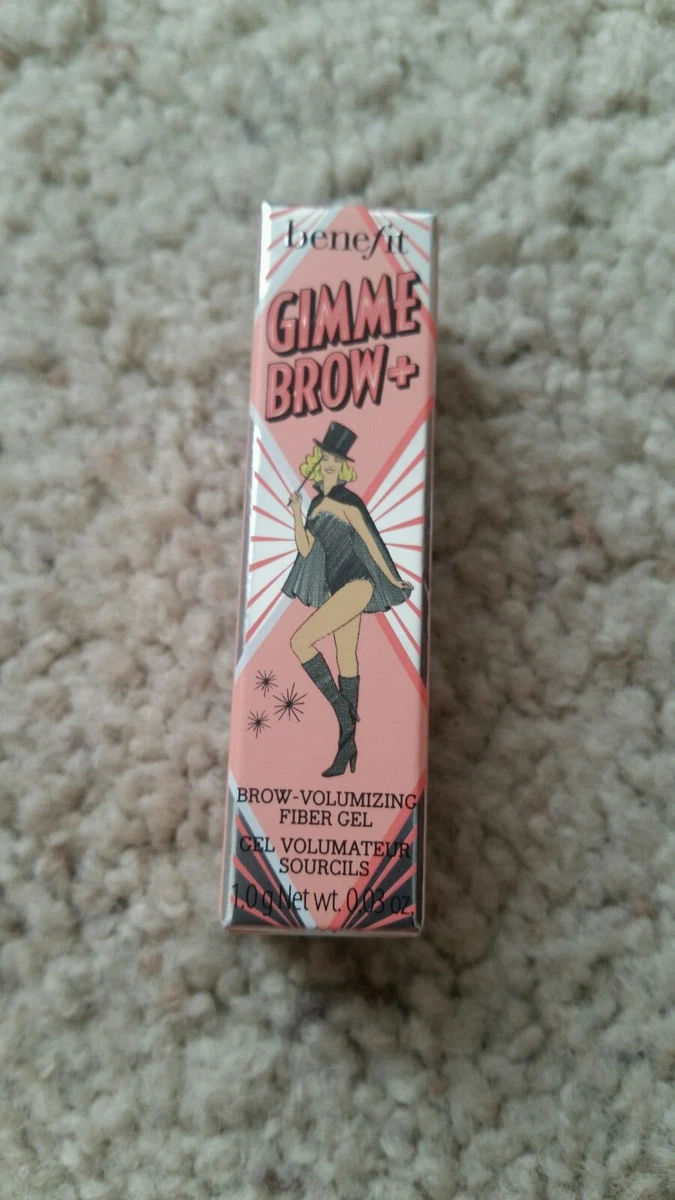 benefit
GIMME
BROW+
BROW-VOLUMIZING
FIBER GEL
GEL VOLUMATEUR
SOURCILS
1.0 g Net wt. 0.03 oz.